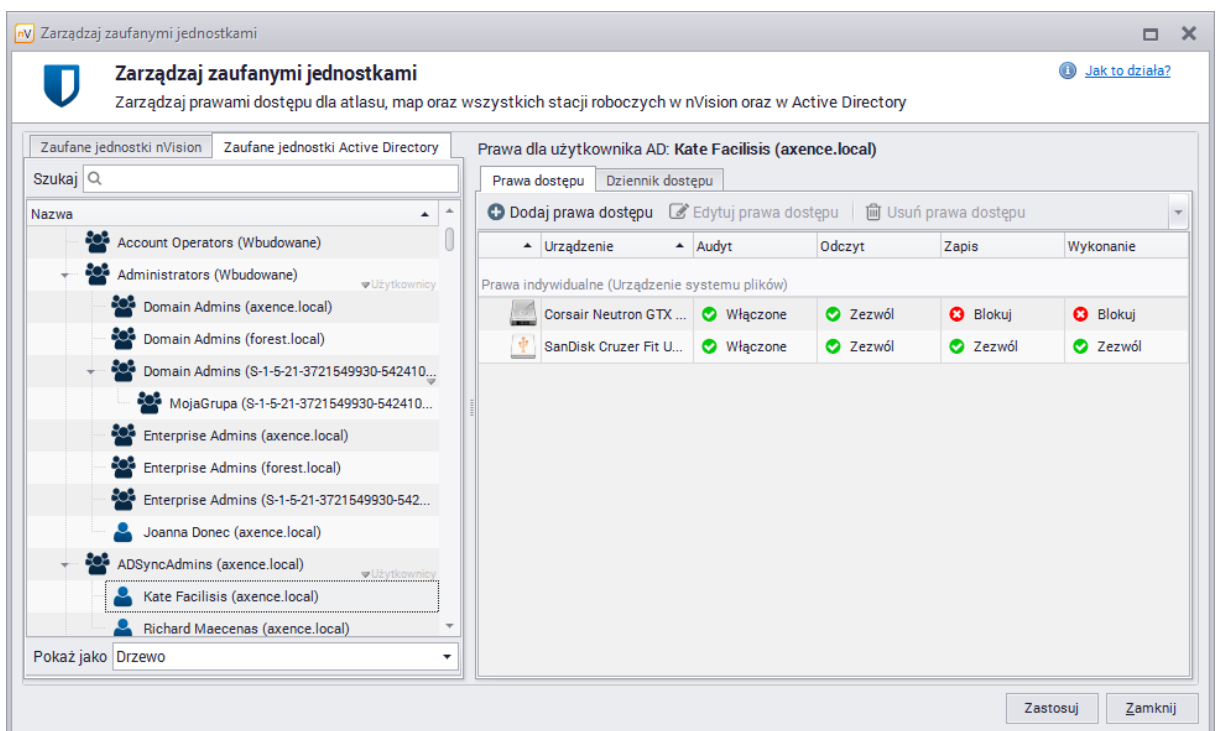 nV Zarządzaj zaufanymi jednostkami
Zarządzaj zaufanymi jednostkami
Jak to działa?
Zarządzaj prawami dostępu dla atlasu, map oraz wszystkich stacji roboczych w nVision oraz w Active Directory
Zaufane jednostki nVision
Zaufane jednostki Active Directory
Szukaj
Nazwa
Account Operators (Wbudowane)
Administrators (Wbudowane)
Użytkownicy
Domain Admins (axence.local)
Domain Admins (forest.local)
Domain Admins (S-1-5-21-3721549930-542410...
MojaGrupa (S-1-5-21-3721549930-542410...
Enterprise Admins (axence.local)
Enterprise Admins (forest.local)
Enterprise Admins (S-1-5-21-3721549930-542...
Joanna Donec (axence.local)
ADSyncAdmins (axence.local)
Użytkownicy
Kate Facilisis (axence.local)
Richard Maecenas (axence.local)
Pokaż jako Drzewo
Prawa dla użytkownika AD: Kate Facilisis (axence.local)
Prawa dostępu
Dziennik dostępu
Dodaj prawa dostępu Edytuj prawa dostępu Usuń prawa dostępu
Urządzenie Audyt Odczyt Zapis Wykonanie
Prawa indywidualne (Urządzenie systemu plików)
Corsair Neutron GTX ... Włączone Zezwól Blokuj Blokuj
SanDisk Cruzer Fit U... Włączone Zezwól Zezwól Zezwól
Zastosuj
Zamknij